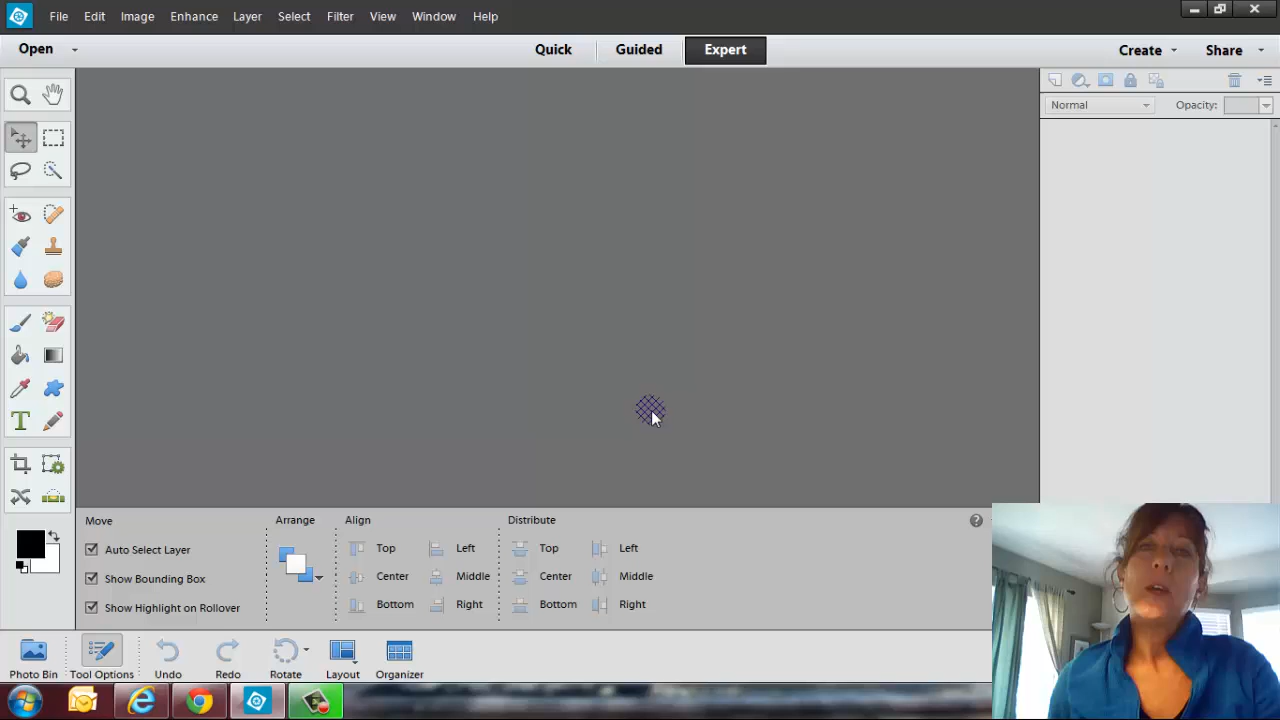 File Edit Image Enhance Layer Select Filter View Window Help
Open Quick Guided Expert Create Share
Normal Opacity:
Move Arrange Align Distribute
Auto Select Layer Top Left Top Left
Show Bounding Box Center Middle Center Middle
Show Highlight on Rollover Bottom Right Bottom Right
Photo Bin Tool Options Undo Redo Rotate Layout Organizer